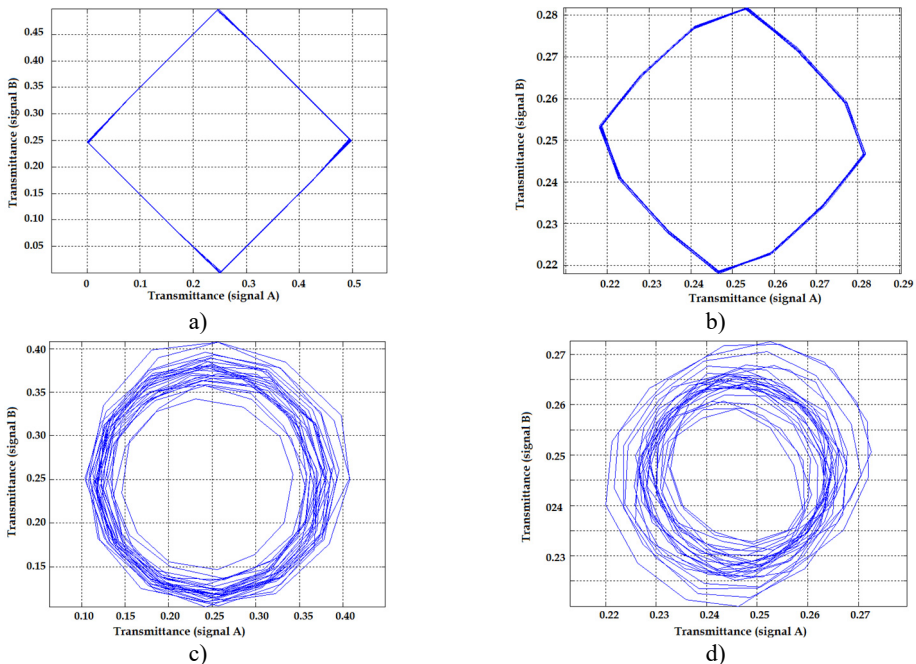 Transmittance (signal B)
0.45
0.40
0.35
0.30
0.25
0.20
0.15
0.10
0.05
0 0.1 0.2 0.3 0.4 0.5
Transmittance (signal A)
a)
Transmittance (signal B)
0.28
0.27
0.26
0.25
0.24
0.23
0.22
0.22 0.23 0.24 0.25 0.26 0.27 0.28 0.29
Transmittance (signal A)
b)
Transmittance (signal B)
0.40
0.35
0.30
0.25
0.20
0.15
0.10 0.15 0.20 0.25 0.30 0.35 0.40
Transmittance (signal A)
c)
Transmittance (signal B)
0.27
0.26
0.25
024
0.23
0.22 0.23 0.24 0.25 0.26 0.27
Transmittance (signal A)
d)